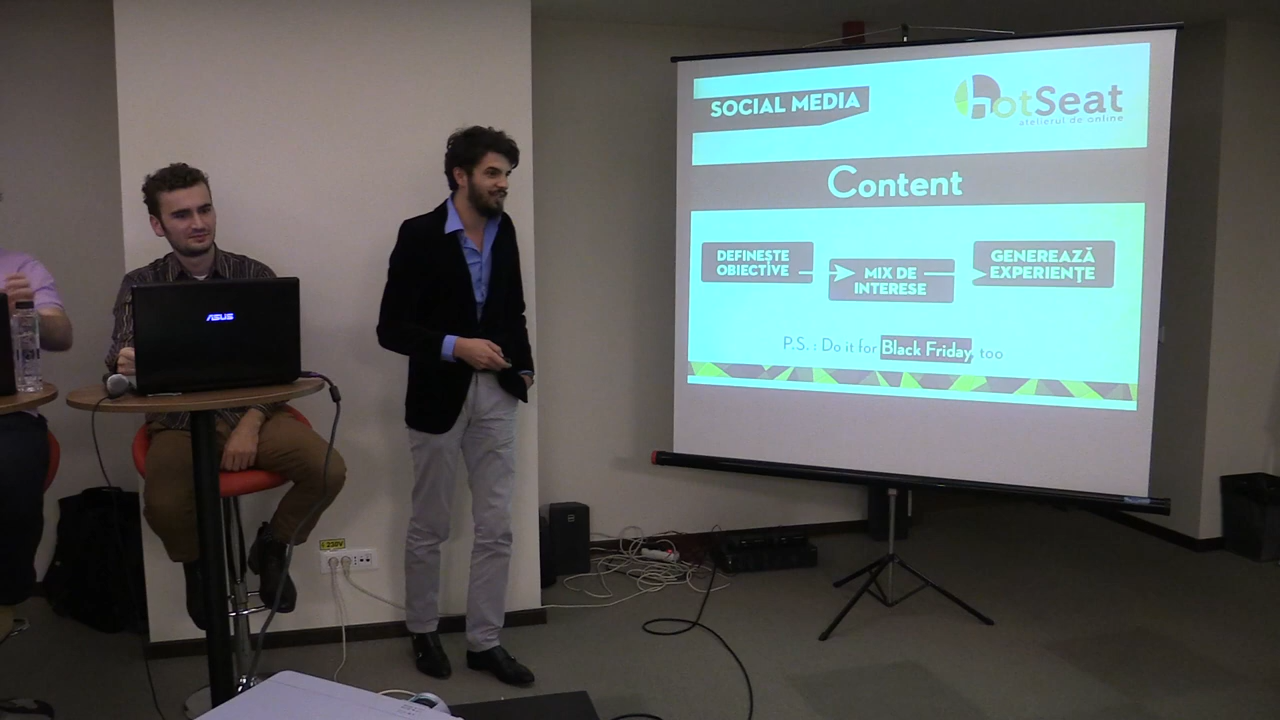 SOCIAL MEDIA
hotSeat
atelierul de online
Content
DEFINEȘTE
OBIECTIVE
MIX DE
INTERESE
GENEREAZĂ
EXPERIENȚE
P.S. : Do it for Black Friday, too
ASUS
230V